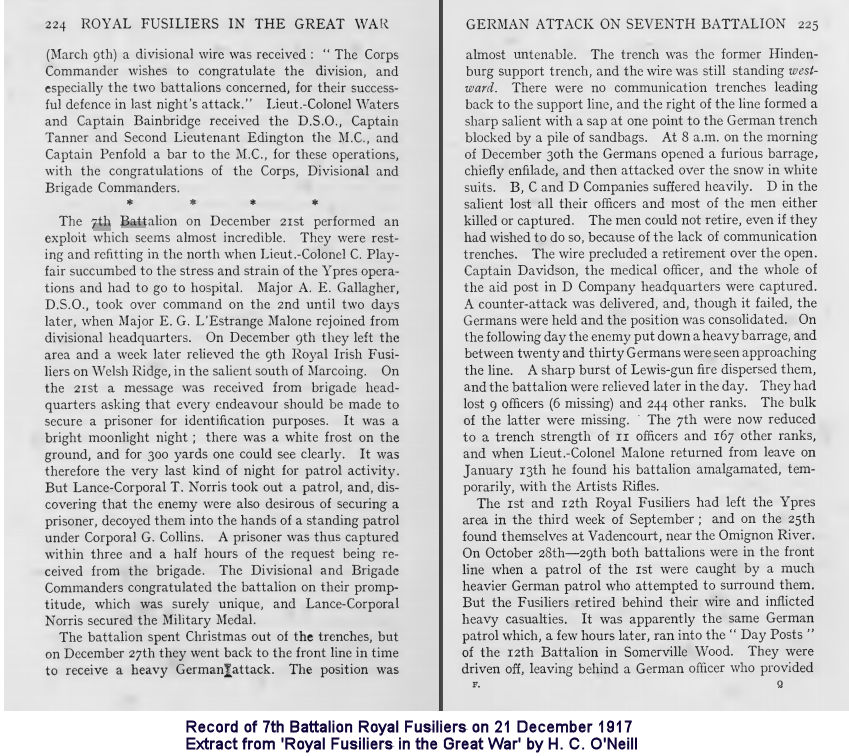 224 ROYAL FUSILIERS IN THE GREAT WAR
(March 9th) a divisional wire was received : " The Corps
Commander wishes to congratulate the division, and
especially the two battalions concerned, for their success-
ful defence in last night's attack." Lieut.-Colonel Waters
and Captain Bainbridge received the D.S.O., Captain
Tanner and Second Lieutenant Edington the M.C., and
Captain Penfold a bar to the M.C., for these operations,
with the congratulations of the Corps, Divisional and
Brigade Commanders.
* * * *
The 7th Battalion on December 21st performed an
exploit which seems almost incredible. They were rest-
ing and refitting in the north when Lieut.-Colonel C. Play-
fair succumbed to the stress and strain of the Ypres opera-
tions and had to go to hospital. Major A. E. Gallagher,
D.S.O., took over command on the 2nd until two days
later, when Major E. G. L'Estrange Malone rejoined from
divisional headquarters. On December 9th they left the
area and a week later relieved the 9th Royal Irish Fusi-
liers on Welsh Ridge, in the salient south of Marcoing. On
the 21st a message was received from brigade head-
quarters asking that every endeavour should be made to
secure a prisoner for identification purposes. It was a
bright moonlight night ; there was a white frost on the
ground, and for 300 yards one could see clearly. It was
therefore the very last kind of night for patrol activity.
But Lance-Corporal T. Norris took out a patrol, and, dis-
covering that the enemy were also desirous of securing a
prisoner, decoyed them into the hands of a standing patrol
under Corporal G. Collins. A prisoner was thus captured
within three and a half hours of the request being re-
ceived from the brigade. The Divisional and Brigade
Commanders congratulated the battalion on their promp-
titude, which was surely unique, and Lance-Corporal
Norris secured the Military Medal.
The battalion spent Christmas out of the trenches, but
on December 27th they went back to the front line in time
to receive a heavy German attack. The position was
GERMAN ATTACK ON SEVENTH BATTALION 225
almost untenable. The trench was the former Hinden-
burg support trench, and the wire was still standing west-
ward. There were no communication trenches leading
back to the support line, and the right of the line formed a
sharp salient with a sap at one point to the German trench
blocked by a pile of sandbags. At 8 a.m. on the morning
of December 30th the Germans opened a furious barrage,
chiefly enfilade, and then attacked over the snow in white
suits. B, C and D Companies suffered heavily. D in the
salient lost all their officers and most of the men either
killed or captured. The men could not retire, even if they
had wished to do so, because of the lack of communication
trenches. The wire precluded a retirement over the open.
Captain Davidson, the medical officer, and the whole of
the aid post in D Company headquarters were captured.
A counter-attack was delivered, and, though it failed, the
Germans were held and the position was consolidated. On
the following day the enemy put down a heavy barrage, and
between twenty and thirty Germans were seen approaching
the line. A sharp burst of Lewis-gun fire dispersed them,
and the battalion were relieved later in the day. They had
lost 9 officers (6 missing) and 244 other ranks. The bulk
of the latter were missing. The 7th were now reduced
to a trench strength of 11 officers and 167 other ranks,
and when Lieut.-Colonel Malone returned from leave on
January 13th he found his battalion amalgamated, tem-
porarily, with the Artists Rifles.
The 1st and 12th Royal Fusiliers had left the Ypres
area in the third week of September ; and on the 25th
found themselves at Vadencourt, near the Omignon River.
On October 28th—29th both battalions were in the front
line when a patrol of the 1st were caught by a much
heavier German patrol who attempted to surround them.
But the Fusiliers retired behind their wire and inflicted
heavy casualties. It was apparently the same German
patrol which, a few hours later, ran into the " Day Posts "
of the 12th Battalion in Somerville Wood. They were
driven off, leaving behind a German officer who provided
F. Q
Record of 7th Battalion Royal Fusiliers on 21 December 1917
Extract from 'Royal Fusiliers in the Great War' by H. C. O'Neill